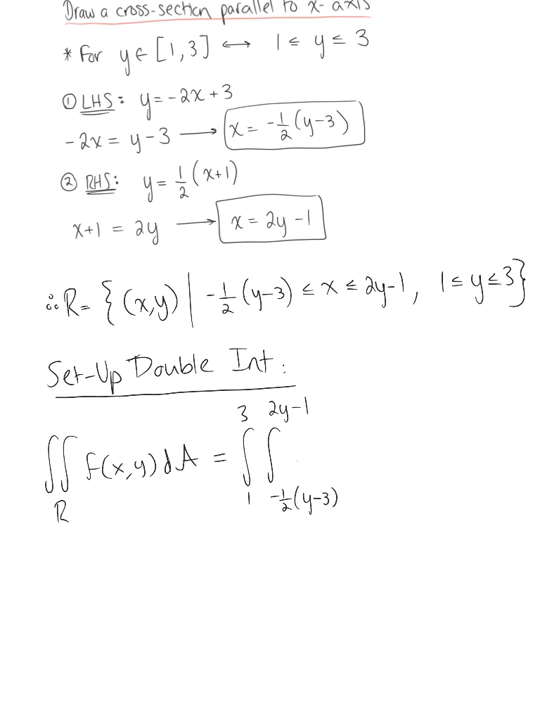 Draw a cross-section parallel to x-axis
* For y ∈ [1,3] ↔ 1 ≤ y ≤ 3
① LHS: y = -2x + 3
-2x = y - 3 → x = -1/2 (y-3)
② RHS: y = 1/2 (x+1)
x+1 = 2y → x = 2y - 1
∴ R = { (x,y) | -1/2 (y-3) ≤ x ≤ 2y-1, 1 ≤ y ≤ 3 }
Set-Up Double Int:
3 2y-1
∬ f(x,y) dA = ∫ ∫
R 1 -1/2 (y-3)